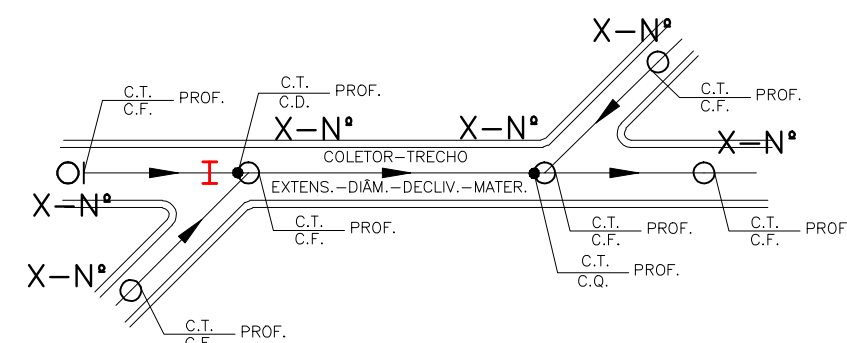 X-Nº
C.T.
C.F. PROF.
C.T.
C.D. PROF.
C.T.
C.F. PROF.
X-Nº
X-Nº
X-Nº
COLETOR-TRECHO
I
EXTENS.-DIÂM.-DECLIV.-MATER.
X-Nº
C.T.
C.F. PROF.
C.T.
C.F. PROF.
C.T.
C.F. PROF
C.T.
C.Q. PROF.
X-Nº
C.T.
C.F. PROF.